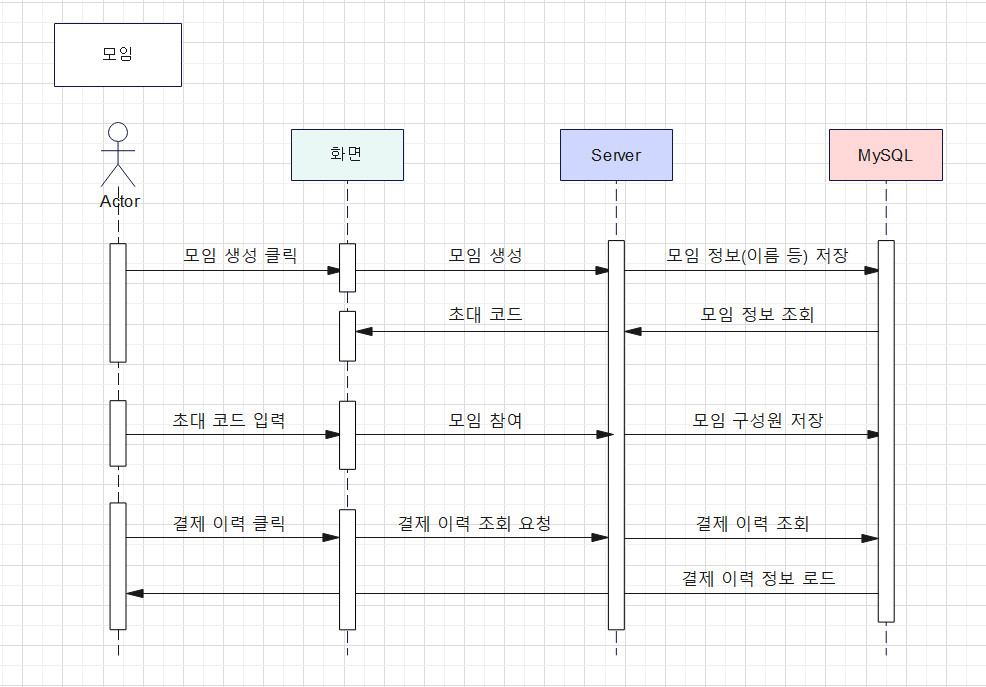 모임
Actor
화면
Server
MySQL
모임 생성 클릭
모임 생성
모임 정보(이름 등) 저장
초대 코드
모임 정보 조회
초대 코드 입력
모임 참여
모임 구성원 저장
결제 이력 클릭
결제 이력 조회 요청
결제 이력 조회
결제 이력 정보 로드